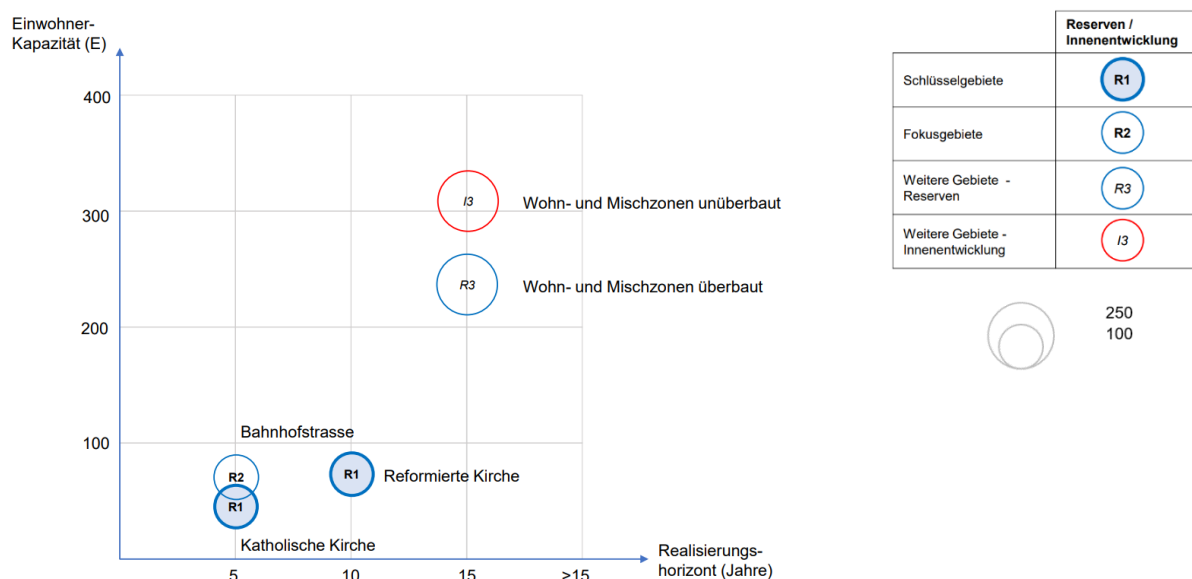 Einwohner-
Kapazität (E)
400
300
200
100
I3
Wohn- und Mischzonen unüberbaut
R3
Wohn- und Mischzonen überbaut
Bahnhofstrasse
R2
R1
Katholische Kirche
R1
Reformierte Kirche
5
10
15
>15
Realisierungs-
horizont (Jahre)
Reserven /
Innenentwicklung
Schlüsselgebiete
R1
Fokusgebiete
R2
Weitere Gebiete -
Reserven
R3
Weitere Gebiete -
Innenentwicklung
I3
250
100